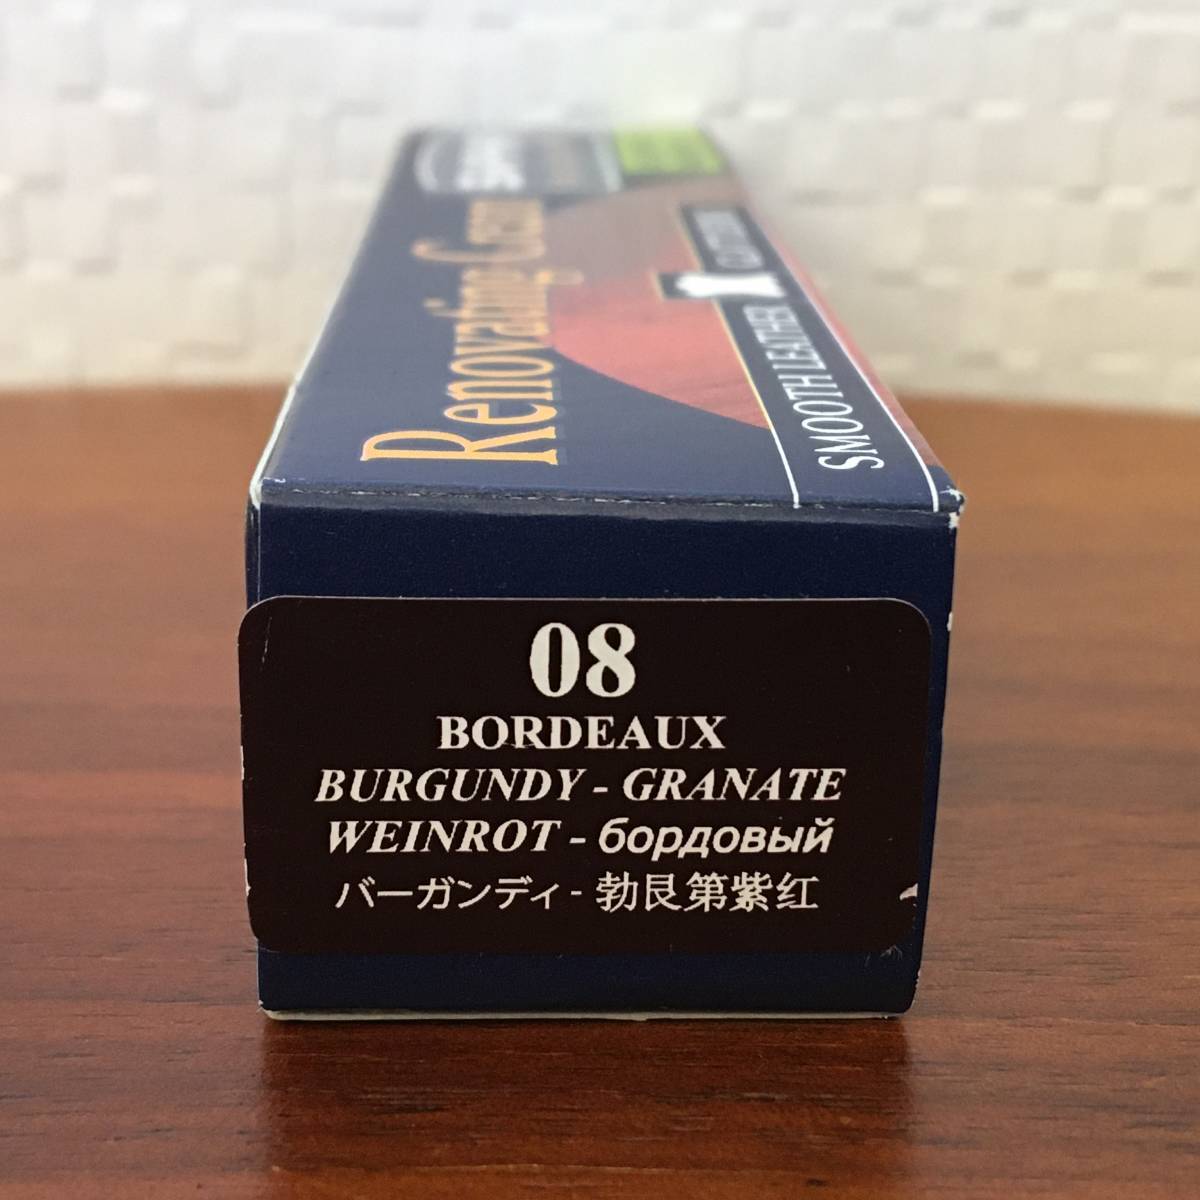 Renovating Cream
SMOOTH LEATHER
08
BORDEAUX
BURGUNDY - GRANATE
WEINROT - бордовый
バーガンディ - 勃艮第紫红